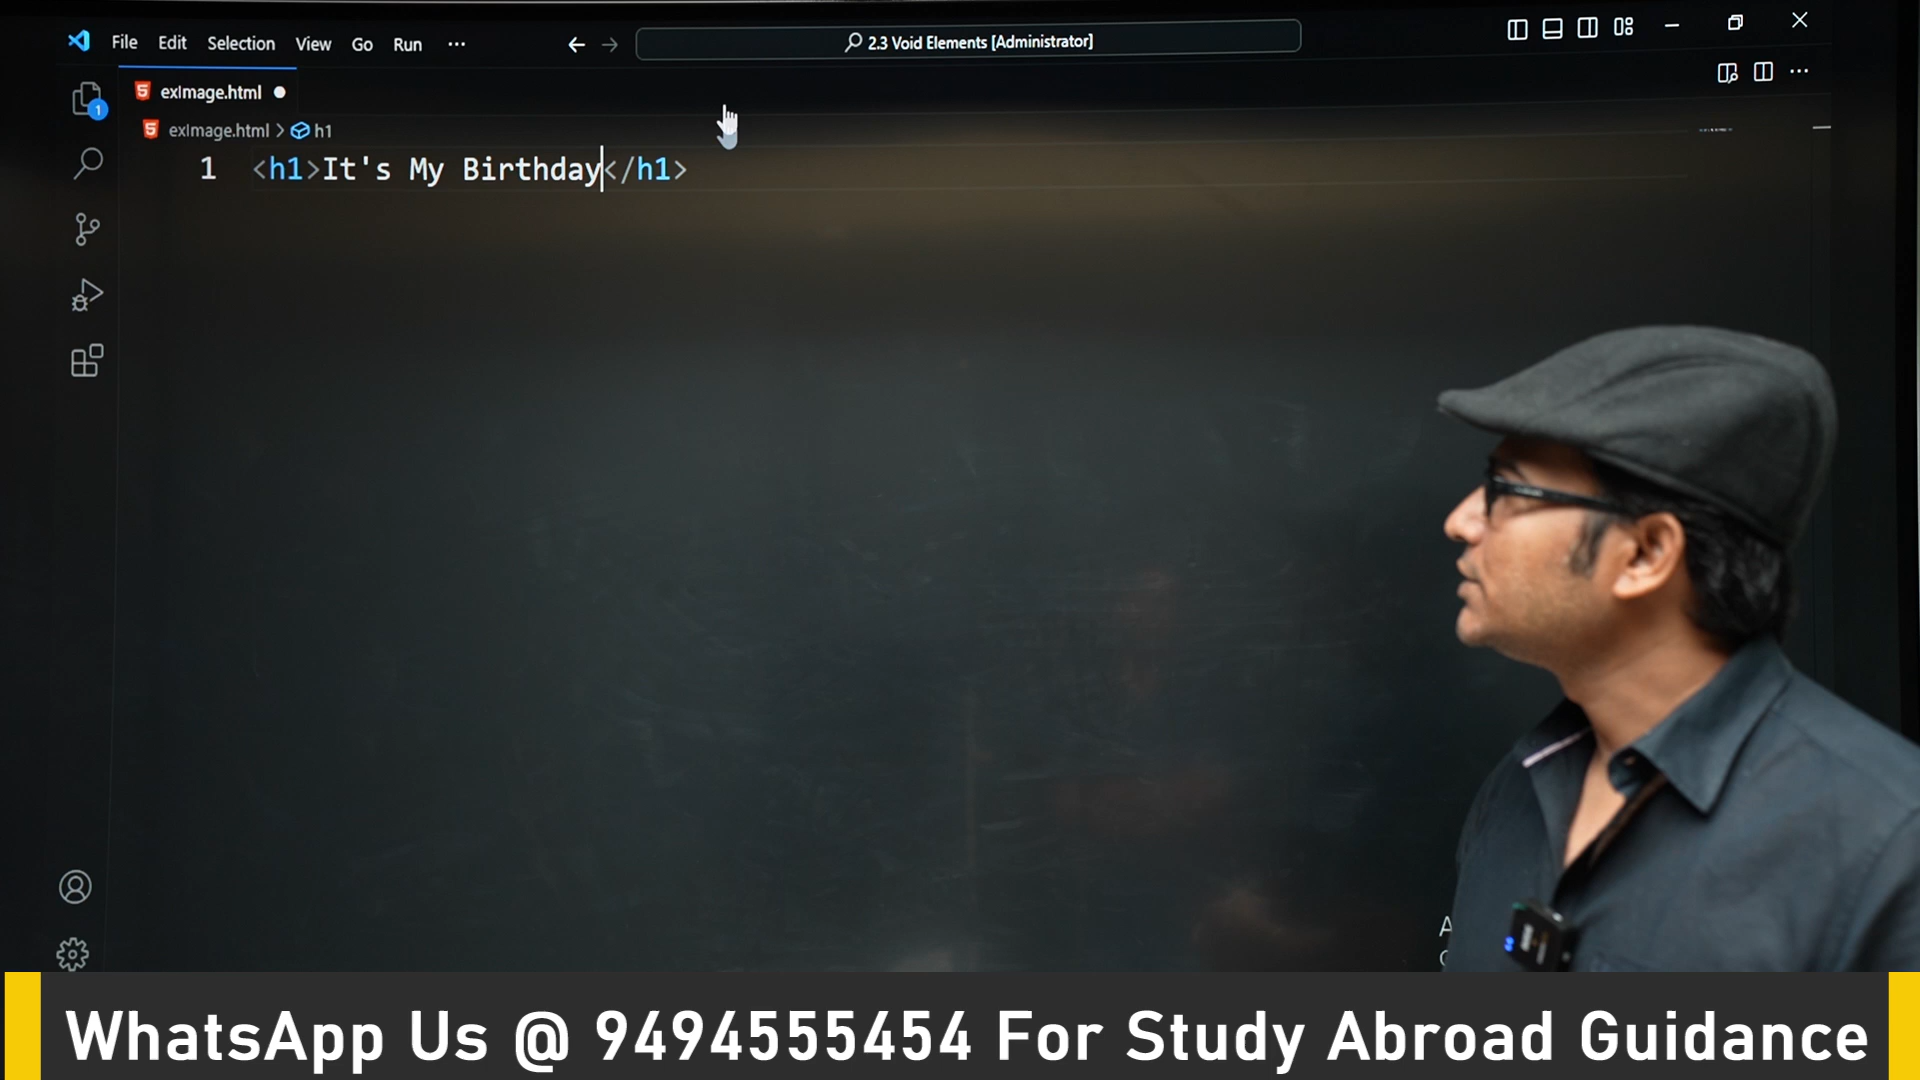 File Edit Selection View Go Run ... 2.3 Void Elements [Administrator]
exImage.html
1
exImage.html > h1
1 <h1>It's My Birthday</h1>
WhatsApp Us @ 9494555454 For Study Abroad Guidance